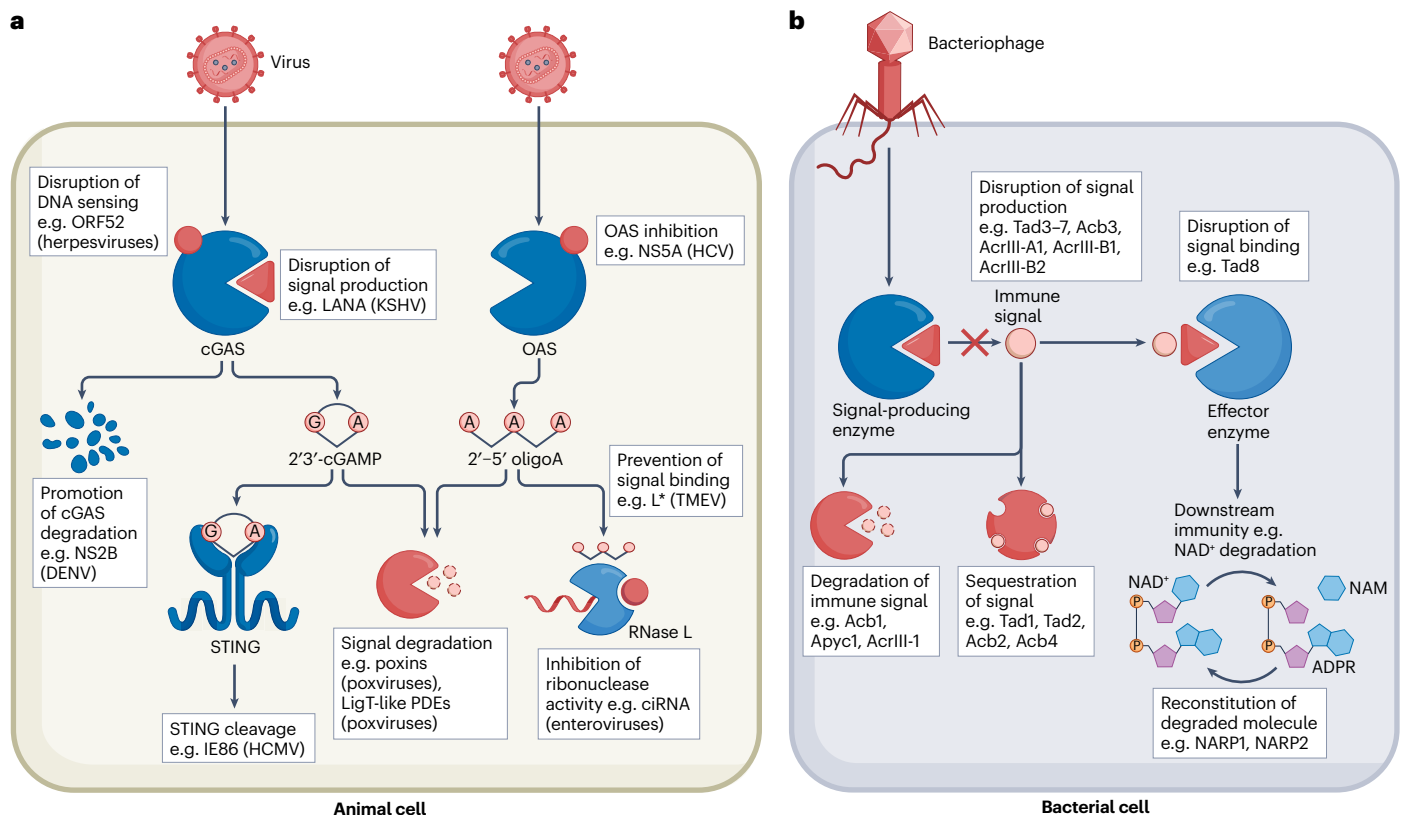 a
Virus
Disruption of
DNA sensing
e.g. ORF52
(herpesviruses)
Disruption of
signal production
e.g. LANA (KSHV)
OAS inhibition
e.g. NS5A (HCV)
cGAS
OAS
G
A
2′3′-cGAMP
A
A
A
2′–5′ oligoA
Promotion
of cGAS
degradation
e.g. NS2B
(DENV)
Prevention of
signal binding
e.g. L* (TMEV)
G
A
STING
RNase L
Signal degradation
e.g. poxins
(poxviruses),
LigT-like PDEs
(poxviruses)
Inhibition of
ribonuclease
activity e.g. ciRNA
(enteroviruses)
STING cleavage
e.g. IE86 (HCMV)
Animal cell
b
Bacteriophage
Disruption of signal
production
e.g. Tad3–7, Acb3,
AcrIII-A1, AcrIII-B1,
AcrIII-B2
Disruption of
signal binding
e.g. Tad8
Immune
signal
Signal-producing
enzyme
Effector
enzyme
Degradation of
immune signal
e.g. Acb1,
Apyc1, AcrIII-1
Sequestration
of signal
e.g. Tad1, Tad2,
Acb2, Acb4
Downstream
immunity e.g.
NAD⁺ degradation
NAD⁺
NAM
P
P
P
P
ADPR
Reconstitution of
degraded molecule
e.g. NARP1, NARP2
Bacterial cell